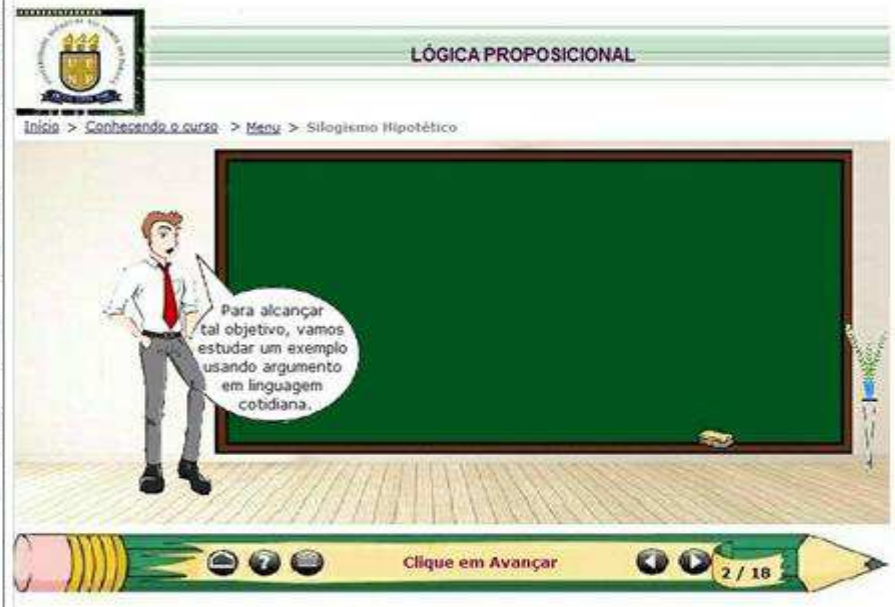 LÓGICA PROPOSICIONAL
Início > Conhecendo o curso > Menu > Silogismo Hipotético
Para alcançar
tal objetivo, vamos
estudar um exemplo
usando argumento
em linguagem
cotidiana.
? Clique em Avançar 2 / 18